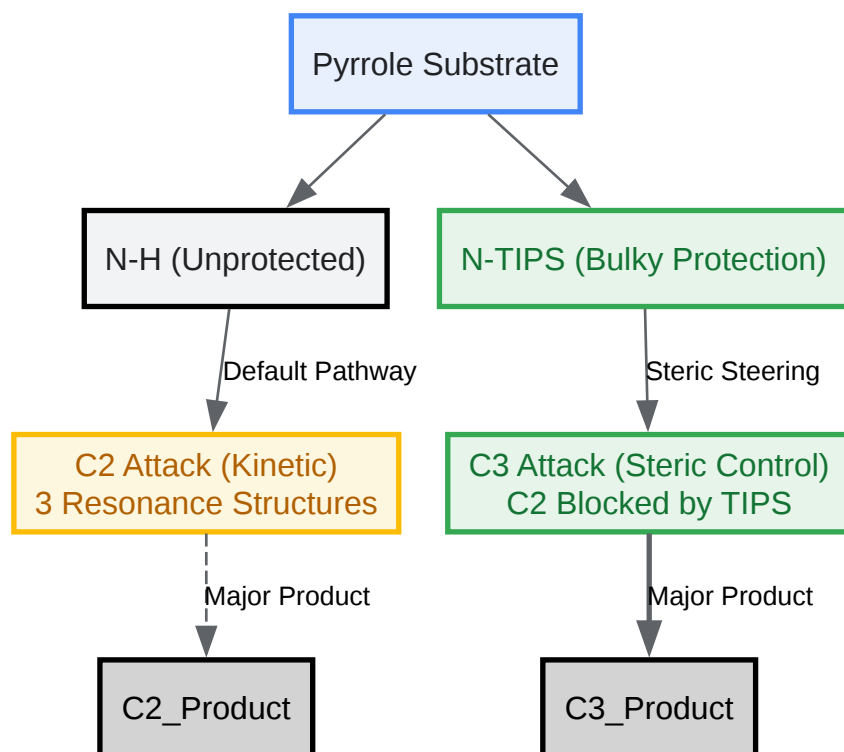 Pyrrole Substrate
N-H (Unprotected)
N-TIPS (Bulky Protection)
Default Pathway
Steric Steering
C2 Attack (Kinetic)
3 Resonance Structures
C3 Attack (Steric Control)
C2 Blocked by TIPS
Major Product
Major Product
C2_Product
C3_Product